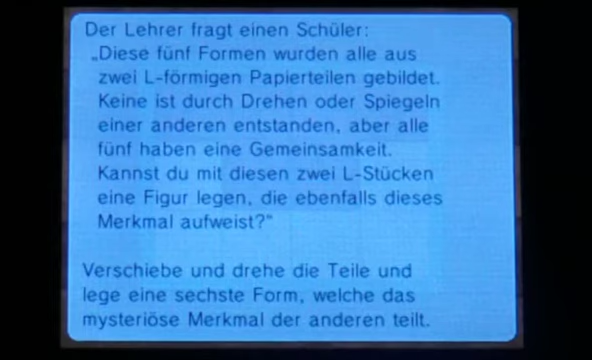 Der Lehrer fragt einen Schüler:
„Diese fünf Formen wurden alle aus
zwei L-förmigen Papierteilen gebildet.
Keine ist durch Drehen oder Spiegeln
einer anderen entstanden, aber alle
fünf haben eine Gemeinsamkeit.
Kannst du mit diesen zwei L-Stücken
eine Figur legen, die ebenfalls dieses
Merkmal aufweist?“
Verschiebe und drehe die Teile und
lege eine sechste Form, welche das
mysteriöse Merkmal der anderen teilt.